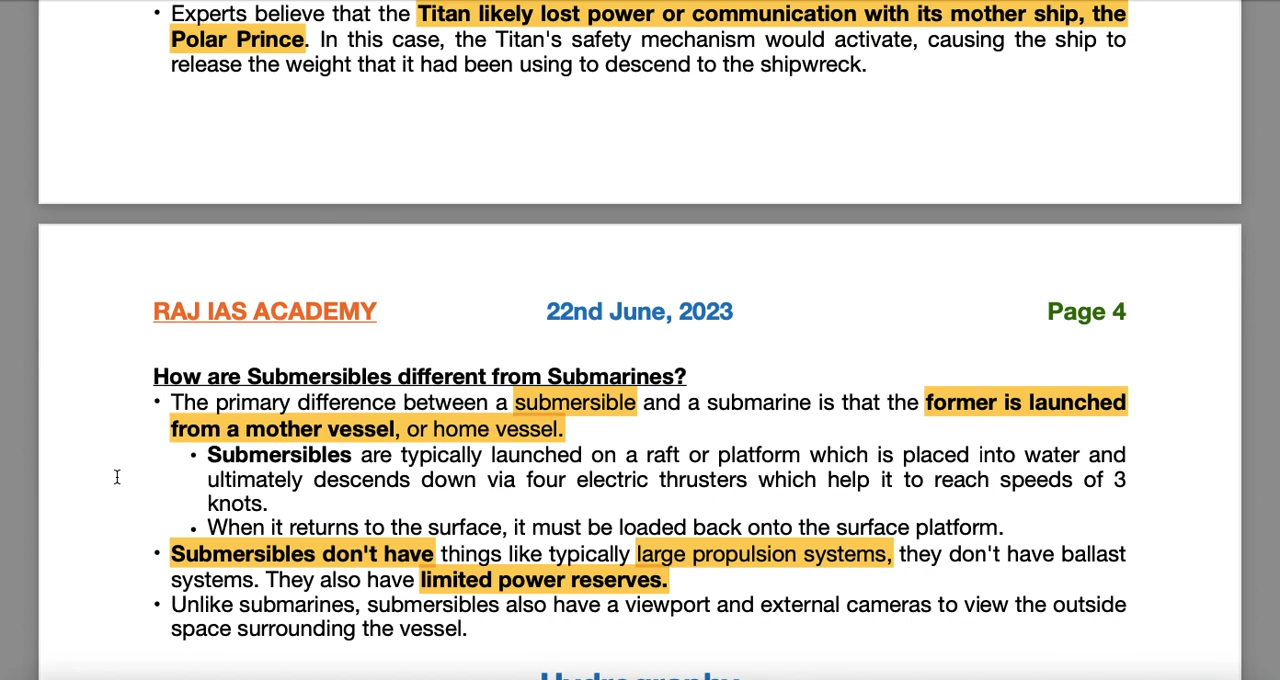 • Experts believe that the Titan likely lost power or communication with its mother ship, the
Polar Prince. In this case, the Titan's safety mechanism would activate, causing the ship to
release the weight that it had been using to descend to the shipwreck.
RAJ IAS ACADEMY 22nd June, 2023 Page 4
How are Submersibles different from Submarines?
• The primary difference between a submersible and a submarine is that the former is launched
from a mother vessel, or home vessel.
• Submersibles are typically launched on a raft or platform which is placed into water and
ultimately descends down via four electric thrusters which help it to reach speeds of 3
knots.
• When it returns to the surface, it must be loaded back onto the surface platform.
• Submersibles don't have things like typically large propulsion systems, they don't have ballast
systems. They also have limited power reserves.
• Unlike submarines, submersibles also have a viewport and external cameras to view the outside
space surrounding the vessel.
Hydrography